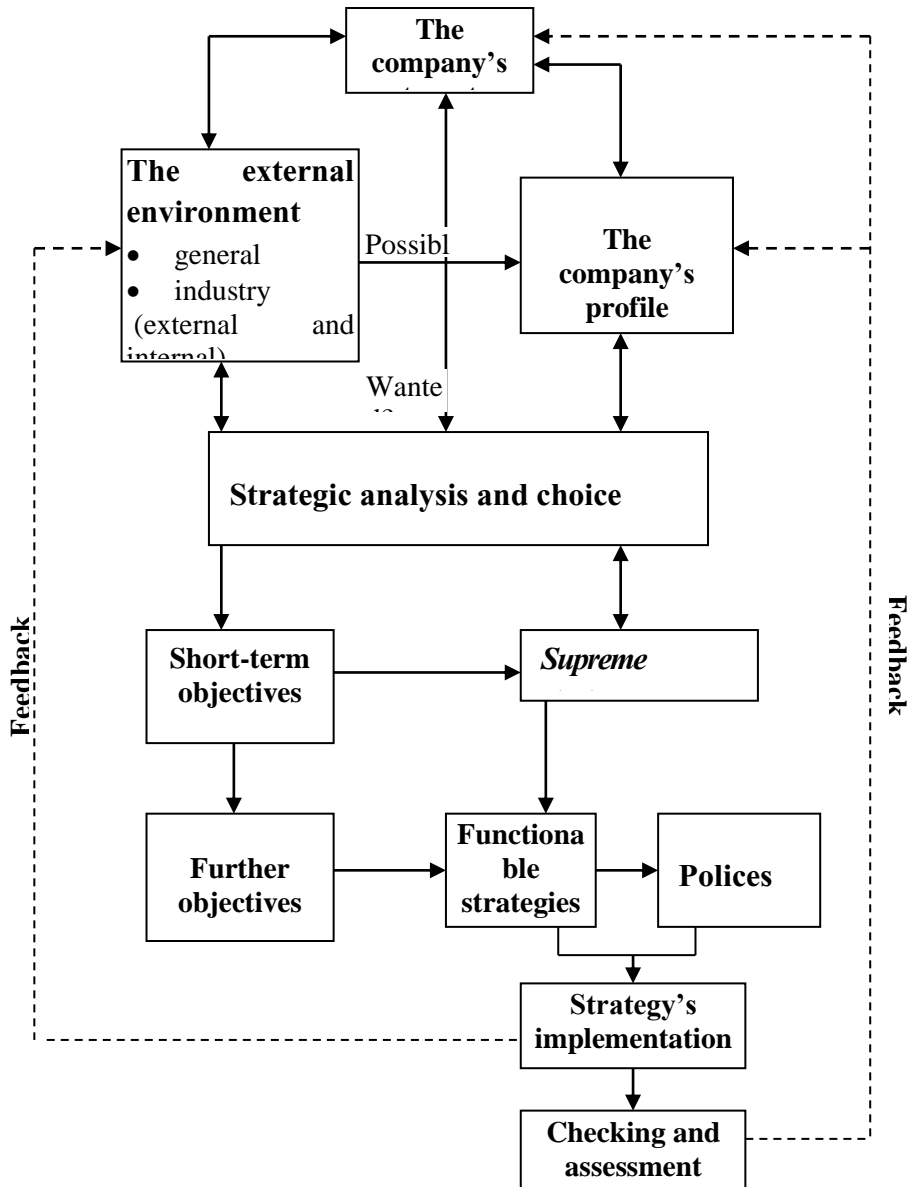 The
company's
The external
environment
• general
• industry
(external and
internal)
Possibl
The
company's
profile
Wante
Strategic analysis and choice
Short-term
objectives
Supreme
Further
objectives
Functiona
ble
strategies
Polices
Strategy's
implementation
Checking and
assessment
Feedback
Feedback